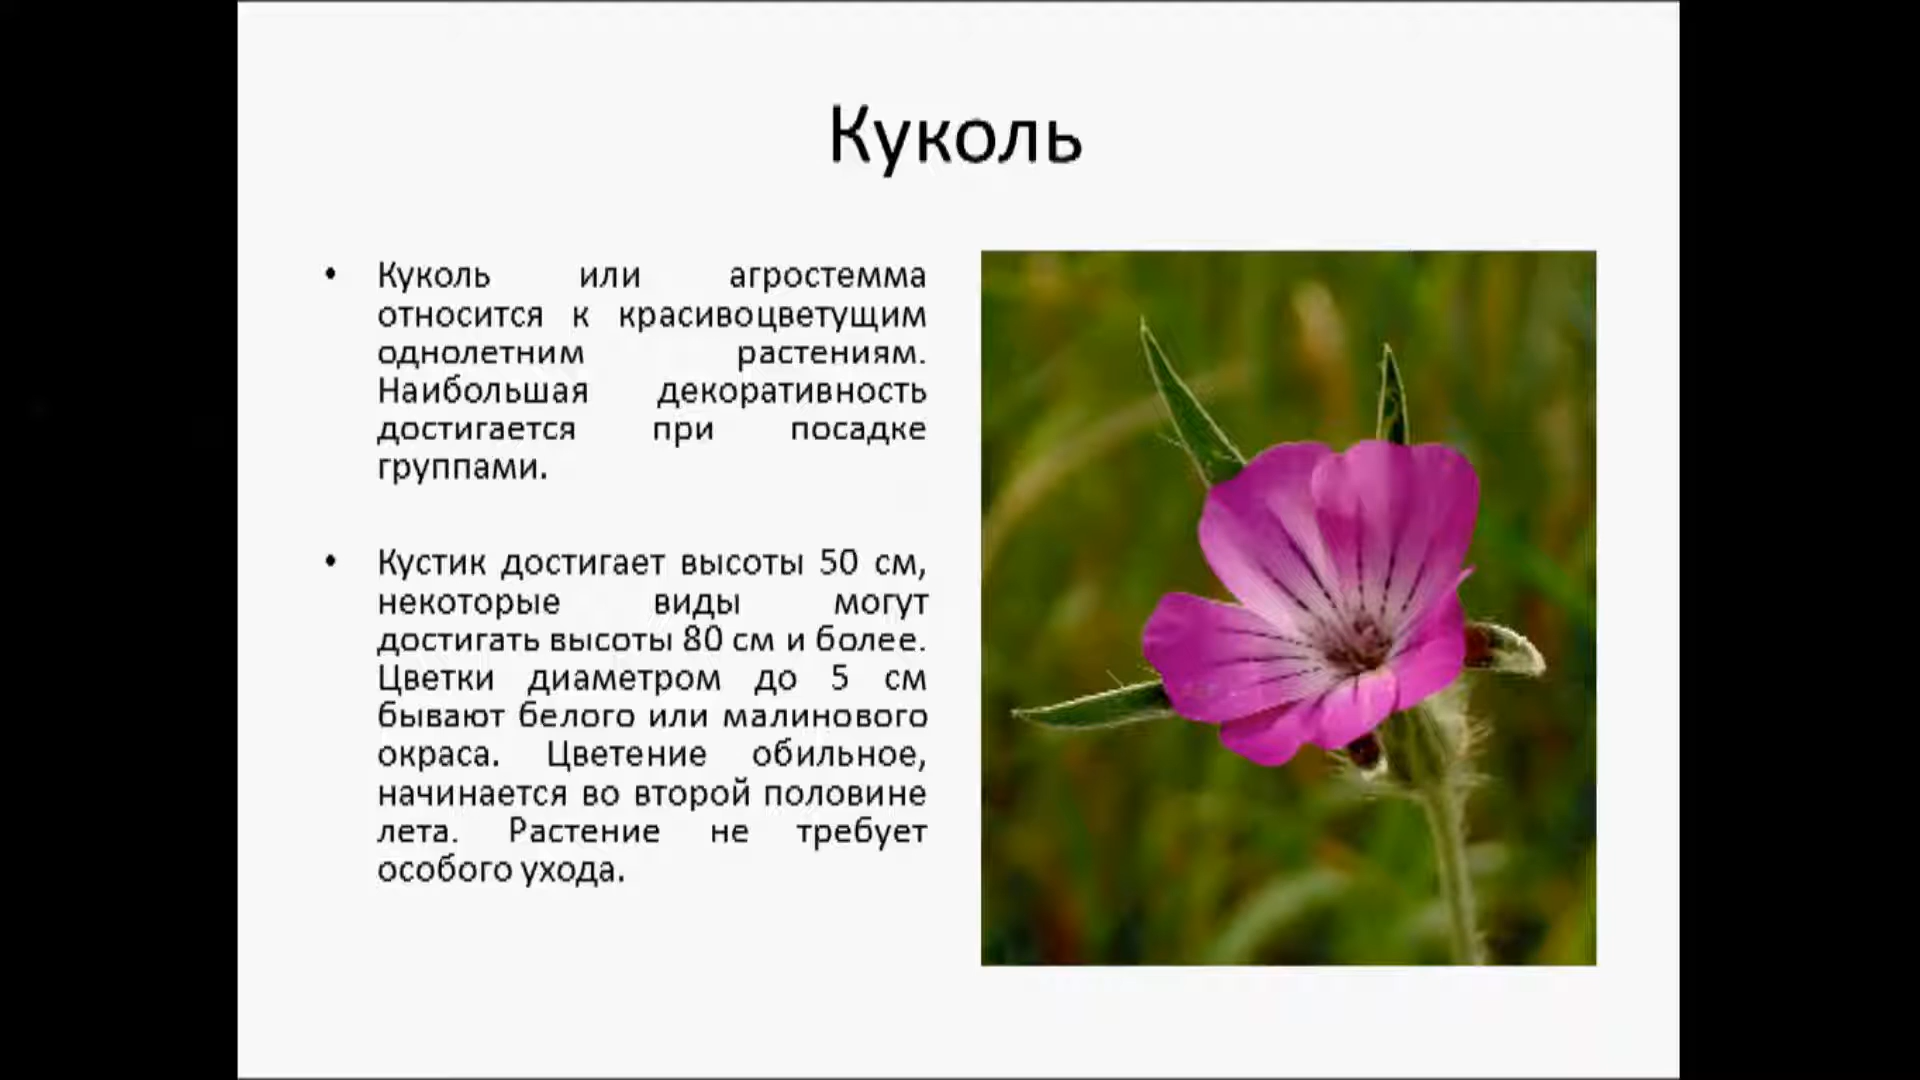 Куколь
• Куколь или агростемма
относится к красивоцветущим
однолетним растениям.
Наибольшая декоративность
достигается при посадке
группами.
• Кустик достигает высоты 50 см,
некоторые виды могут
достигать высоты 80 см и более.
Цветки диаметром до 5 см
бывают белого или малинового
окраса. Цветение обильное,
начинается во второй половине
лета. Растение не требует
особого ухода.